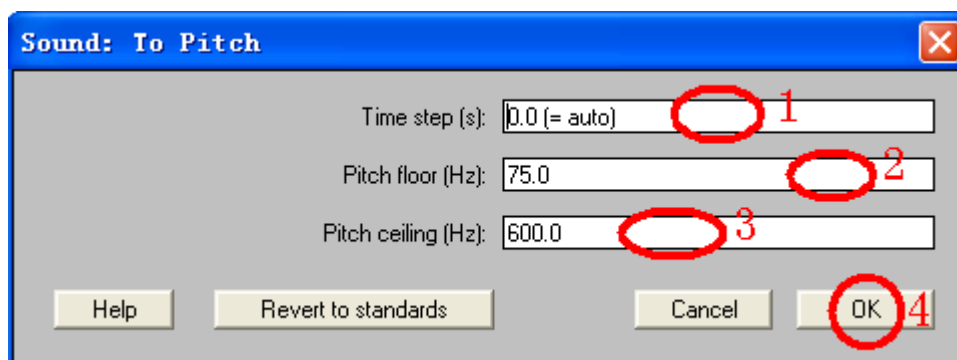 Sound: To Pitch
Time step (s): 0.0 (= auto) 1
Pitch floor (Hz): 75.0 2
Pitch ceiling (Hz): 600.0 3
Help Revert to standards Cancel OK 4